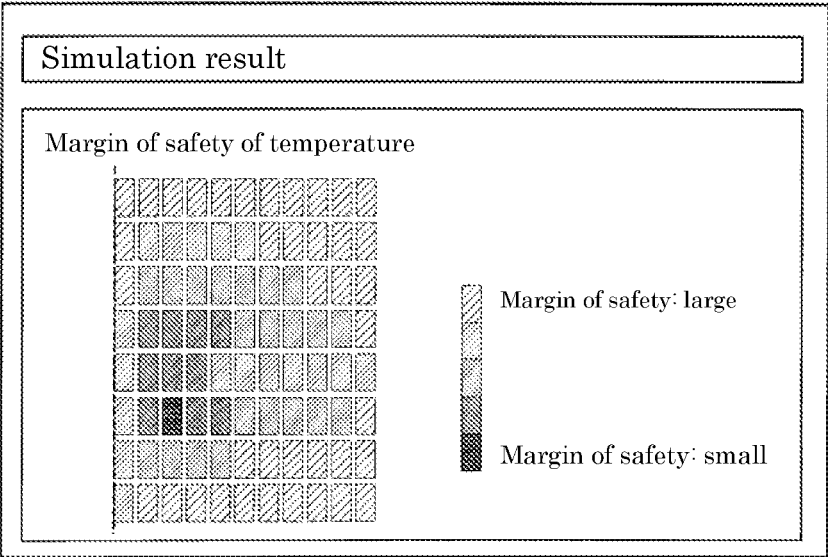 Simulation result
Margin of safety of temperature
Margin of safety: large
Margin of safety: small